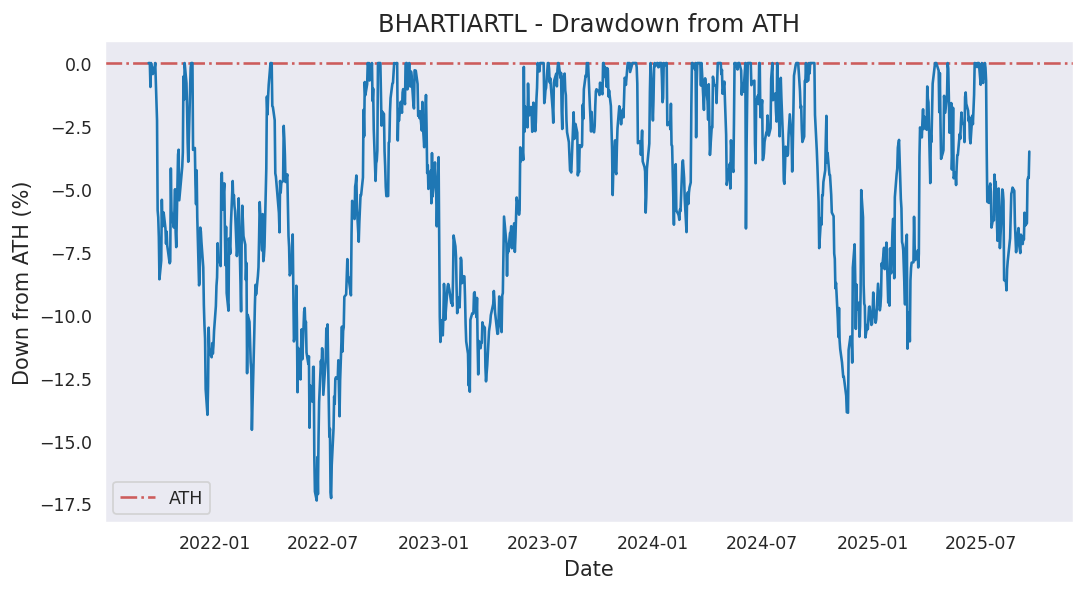 BHARTIARTL - Drawdown from ATH
Down from ATH (%)
0.0
−2.5
−5.0
−7.5
−10.0
−12.5
−15.0
−17.5
ATH
2022-01 2022-07 2023-01 2023-07 2024-01 2024-07 2025-01 2025-07
Date